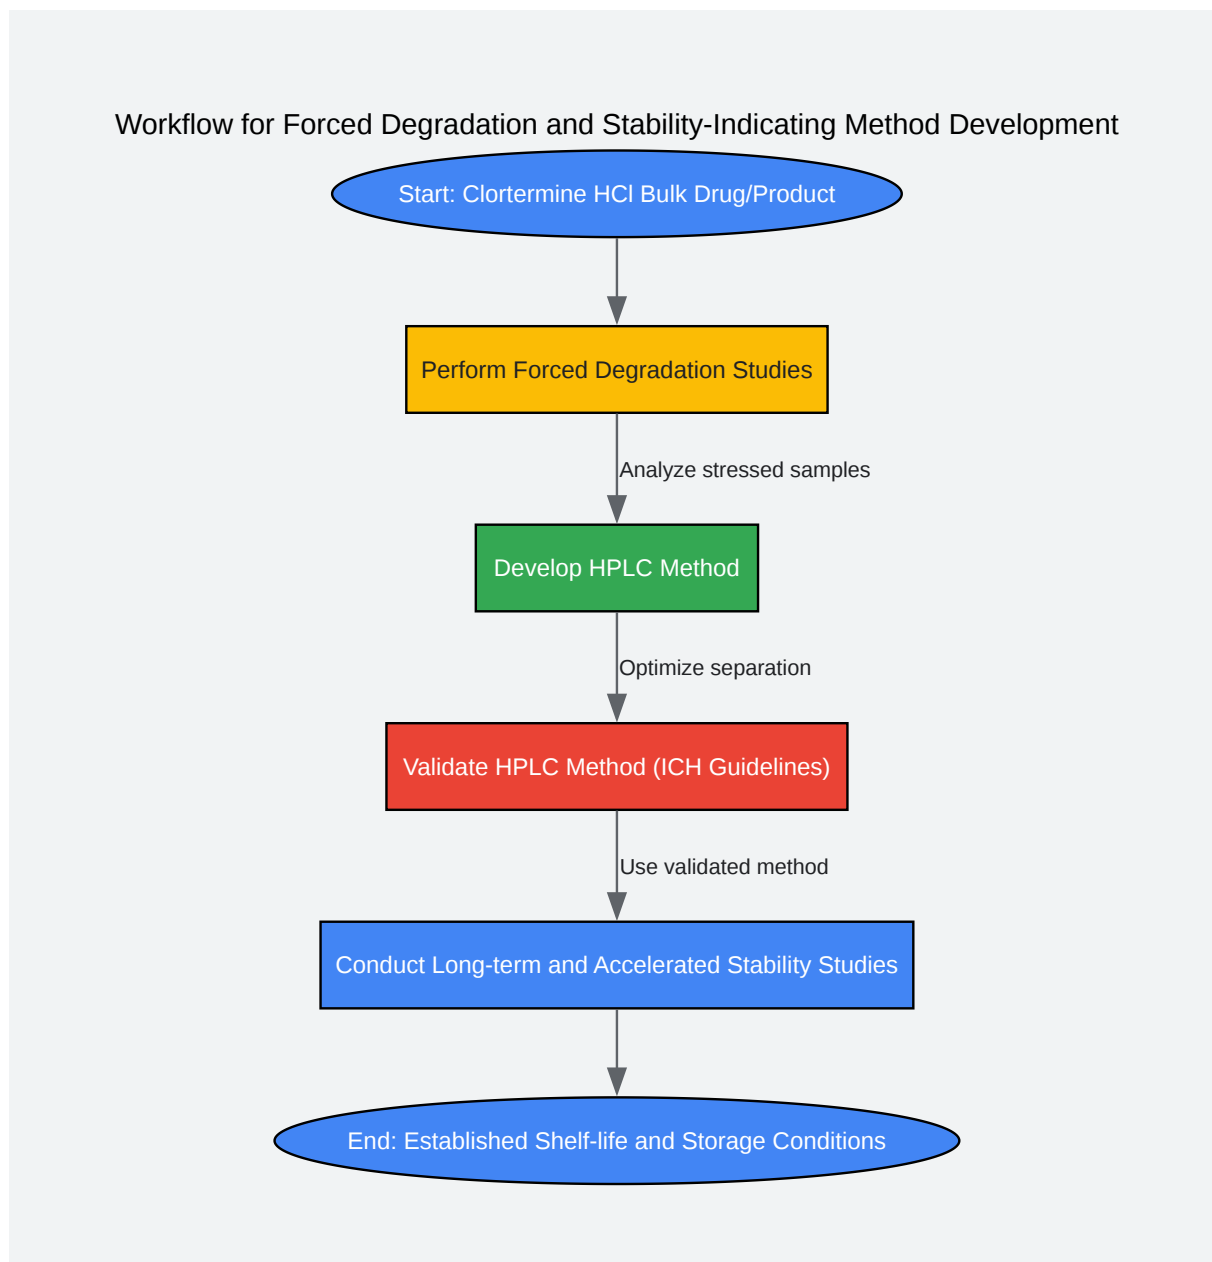 Workflow for Forced Degradation and Stability-Indicating Method Development
Start: Clortermine HCl Bulk Drug/Product
Perform Forced Degradation Studies
Analyze stressed samples
Develop HPLC Method
Optimize separation
Validate HPLC Method (ICH Guidelines)
Use validated method
Conduct Long-term and Accelerated Stability Studies
End: Established Shelf-life and Storage Conditions